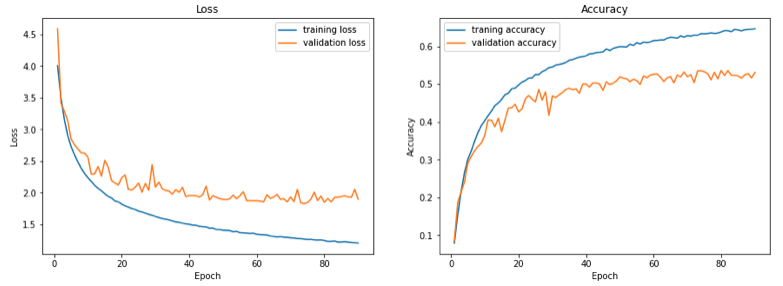 Loss
training loss
validation loss
4.5
4.0
3.5
3.0
2.5
2.0
1.5
Loss
0
20
40
60
80
Epoch
Accuracy
traning accuracy
validation accuracy
0.6
0.5
0.4
0.3
0.2
0.1
Accuracy
0
20
40
60
80
Epoch